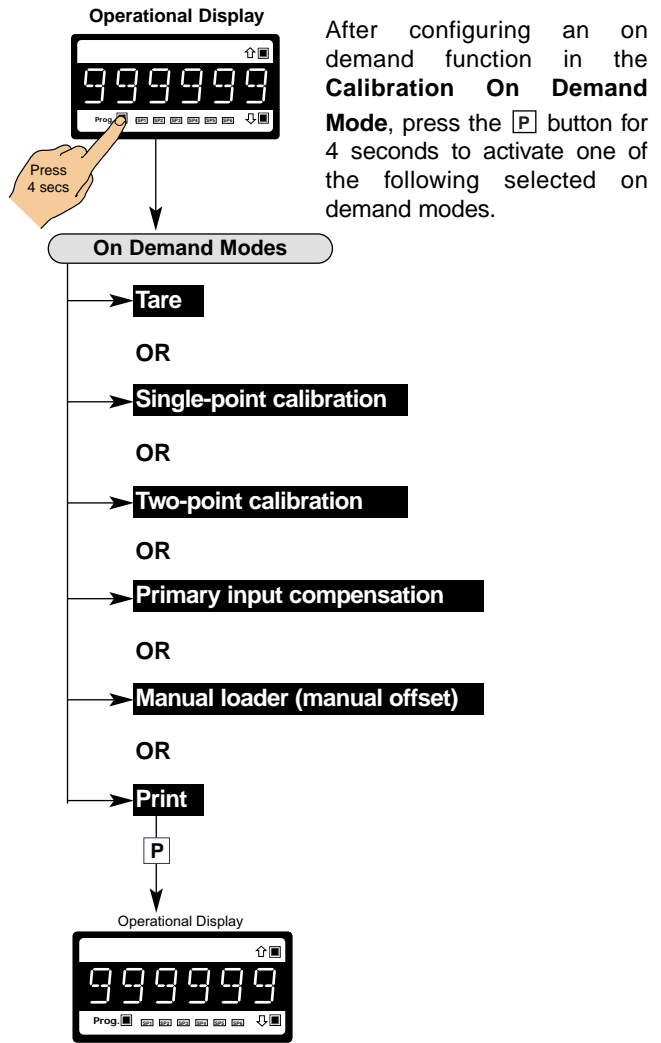 Operational Display
999999
Prog. SP1 SP2 SP3 SP4 SP5 SP6
Press
4 secs
After configuring an on
demand function in the
Calibration On Demand
Mode, press the P button for
4 seconds to activate one of
the following selected on
demand modes.
On Demand Modes
Tare
OR
Single-point calibration
OR
Two-point calibration
OR
Primary input compensation
OR
Manual loader (manual offset)
OR
Print
P
Operational Display
999999
Prog. SP1 SP2 SP3 SP4 SP5 SP6